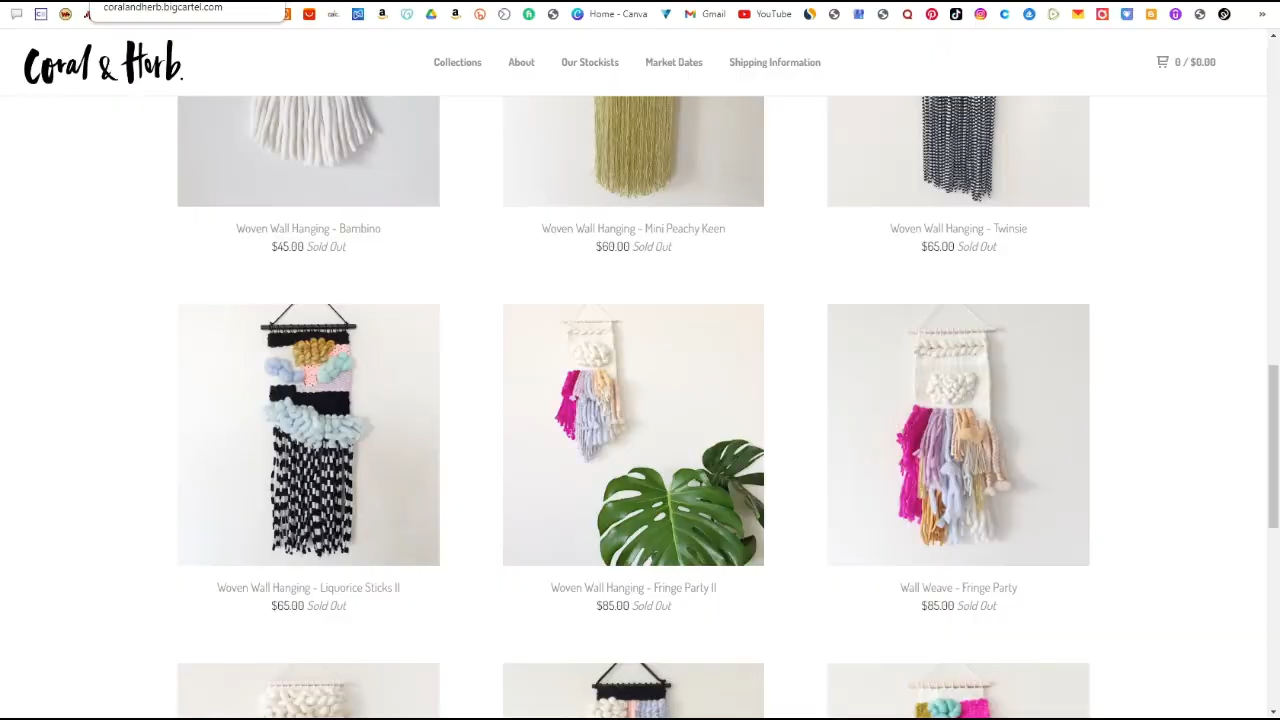 coralandherb.bigcartel.com
Home - Canva
Gmail
YouTube
Coral & Herb.
Collections
About
Our Stockists
Market Dates
Shipping Information
0 / $0.00
Woven Wall Hanging - Bambino
$45.00 Sold Out
Woven Wall Hanging - Mini Peachy Keen
$60.00 Sold Out
Woven Wall Hanging - Twinsie
$65.00 Sold Out
Woven Wall Hanging - Liquorice Sticks II
$65.00 Sold Out
Woven Wall Hanging - Fringe Party II
$85.00 Sold Out
Wall Weave - Fringe Party
$85.00 Sold Out